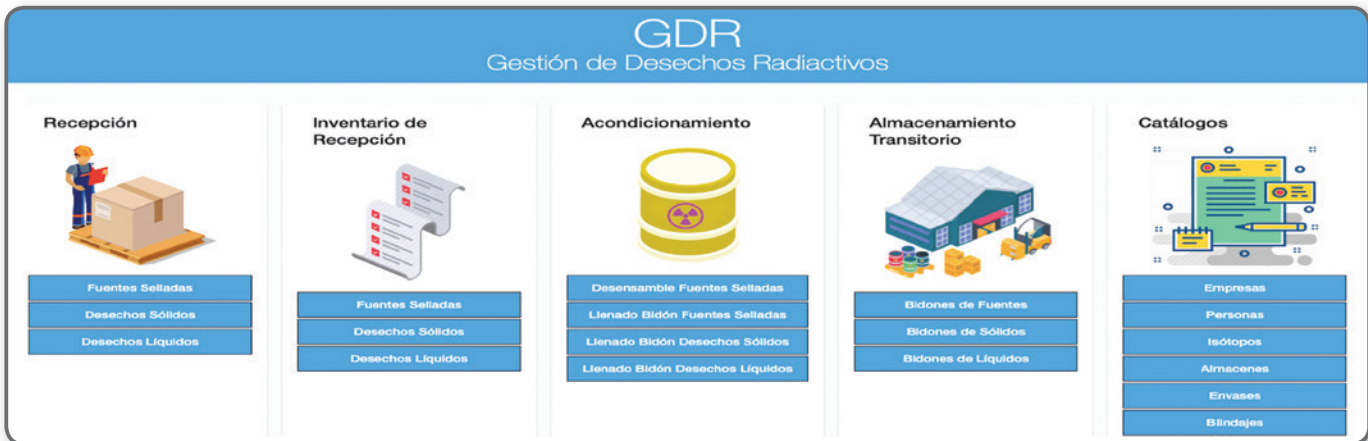 GDR
Gestión de Desechos Radiactivos
Recepción
Fuentes Selladas
Desechos Sólidos
Desechos Líquidos
Inventario de
Recepción
Fuentes Selladas
Desechos Sólidos
Desechos Líquidos
Acondicionamiento
Desensamble Fuentes Selladas
Llenado Bidón Fuentes Selladas
Llenado Bidón Desechos Sólidos
Llenado Bidón Desechos Líquidos
Almacenamiento
Transitorio
Bidones de Fuentes
Bidones de Sólidos
Bidones de Líquidos
Catálogos
Empresas
Personas
Isótopos
Almacenes
Envases
Blindajes